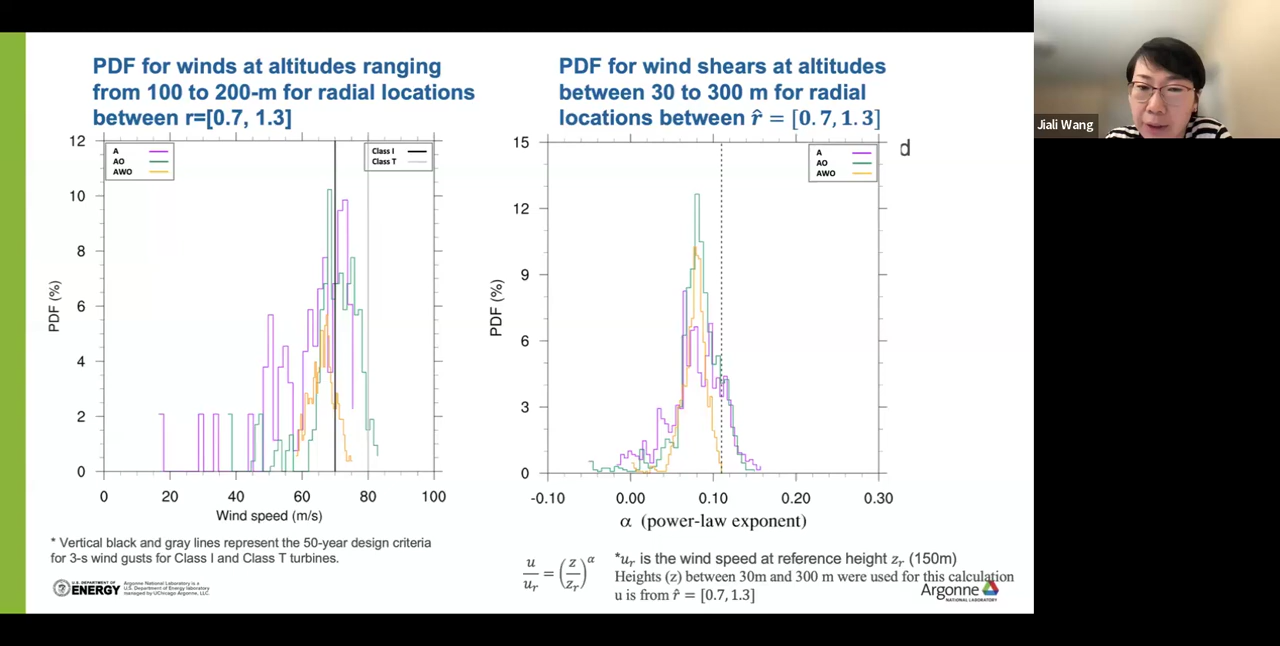 PDF for winds at altitudes ranging
from 100 to 200-m for radial locations
between r=[0.7, 1.3]
12
10
8
6
4
2
0
PDF (%)
A
AO
AWO
Class I
Class T
0 20 40 60 80 100
Wind speed (m/s)
* Vertical black and gray lines represent the 50-year design criteria
for 3-s wind gusts for Class I and Class T turbines.
PDF for wind shears at altitudes
between 30 to 300 m for radial
locations between r̂ = [0.7, 1.3]
d
15
12
9
6
3
0
PDF (%)
A
AO
AWO
-0.10 0.00 0.10 0.20 0.30
α (power-law exponent)
u/u_r = (z/z_r)^α
*u_r is the wind speed at reference height z_r (150m)
Heights (z) between 30m and 300 m were used for this calculation
u is from r̂ = [0.7, 1.3]
U.S. DEPARTMENT OF
ENERGY
Argonne National Laboratory is a
U.S. Department of Energy laboratory
managed by UChicago Argonne, LLC.
Argonne
NATIONAL LABORATORY
Jiali Wang